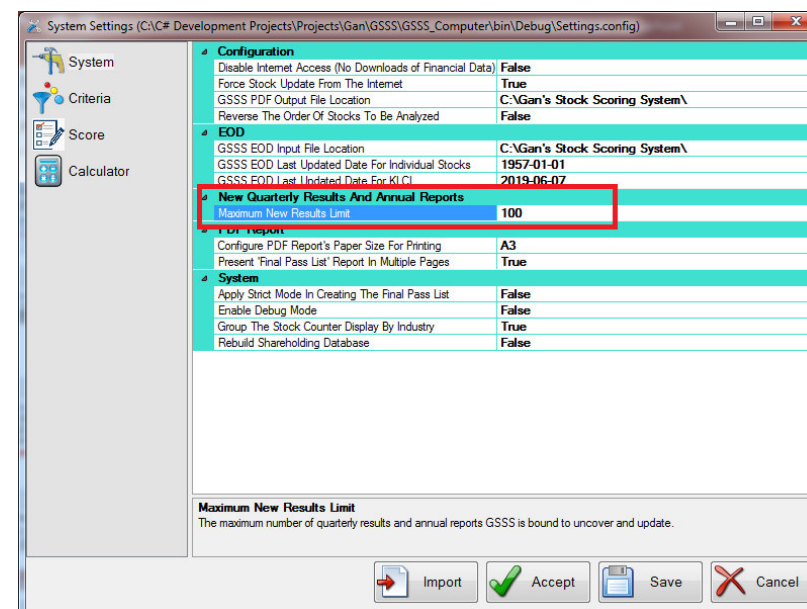 System Settings (C:\C# Development Projects\Projects\Gan\GSSS\GSSS_Computer\bin\Debug\Settings.config)
System
Criteria
Score
Calculator
Configuration
Disable Internet Access (No Downloads of Financial Data) False
Force Stock Update From The Internet True
GSSS PDF Output File Location C:\Gan's Stock Scoring System\
Reverse The Order Of Stocks To Be Analyzed False
EOD
GSSS EOD Input File Location C:\Gan's Stock Scoring System\
GSSS EOD Last Updated Date For Individual Stocks 1957-01-01
GSSS EOD Last Updated Date For KLCI 2019-06-07
New Quarterly Results And Annual Reports
Maximum New Results Limit 100
PDF Report
Configure PDF Report's Paper Size For Printing A3
Present 'Final Pass List' Report In Multiple Pages True
System
Apply Strict Mode In Creating The Final Pass List False
Enable Debug Mode False
Group The Stock Counter Display By Industry True
Rebuild Shareholding Database False
Maximum New Results Limit
The maximum number of quarterly results and annual reports GSSS is bound to uncover and update.
Import Accept Save Cancel